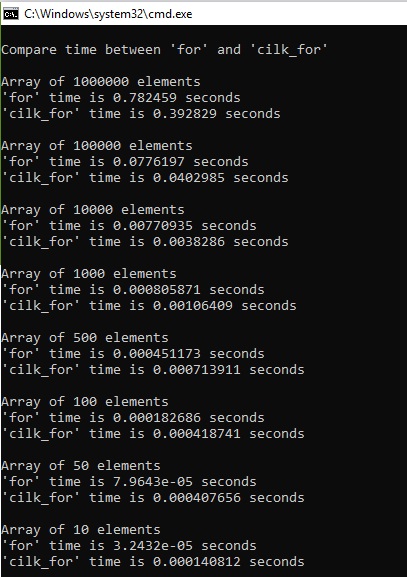 C:\Windows\system32\cmd.exe
Compare time between 'for' and 'cilk_for'
Array of 1000000 elements
'for' time is 0.782459 seconds
'cilk_for' time is 0.392829 seconds
Array of 100000 elements
'for' time is 0.0776197 seconds
'cilk_for' time is 0.0402985 seconds
Array of 10000 elements
'for' time is 0.00770935 seconds
'cilk_for' time is 0.0038286 seconds
Array of 1000 elements
'for' time is 0.000805871 seconds
'cilk_for' time is 0.00106409 seconds
Array of 500 elements
'for' time is 0.000451173 seconds
'cilk_for' time is 0.000713911 seconds
Array of 100 elements
'for' time is 0.000182686 seconds
'cilk_for' time is 0.000418741 seconds
Array of 50 elements
'for' time is 7.9643e-05 seconds
'cilk_for' time is 0.000407656 seconds
Array of 10 elements
'for' time is 3.2432e-05 seconds
'cilk_for' time is 0.000140812 seconds